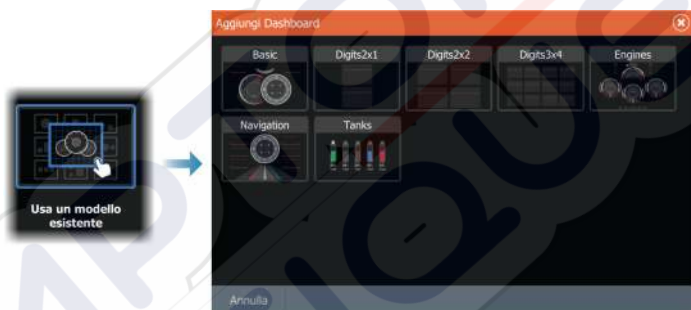 Aggiungi Dashboard
Basic Digits2x1 Digits2x2 Digits3x4 Engines
Navigation Tanks
Usa un modello
esistente
Annulla